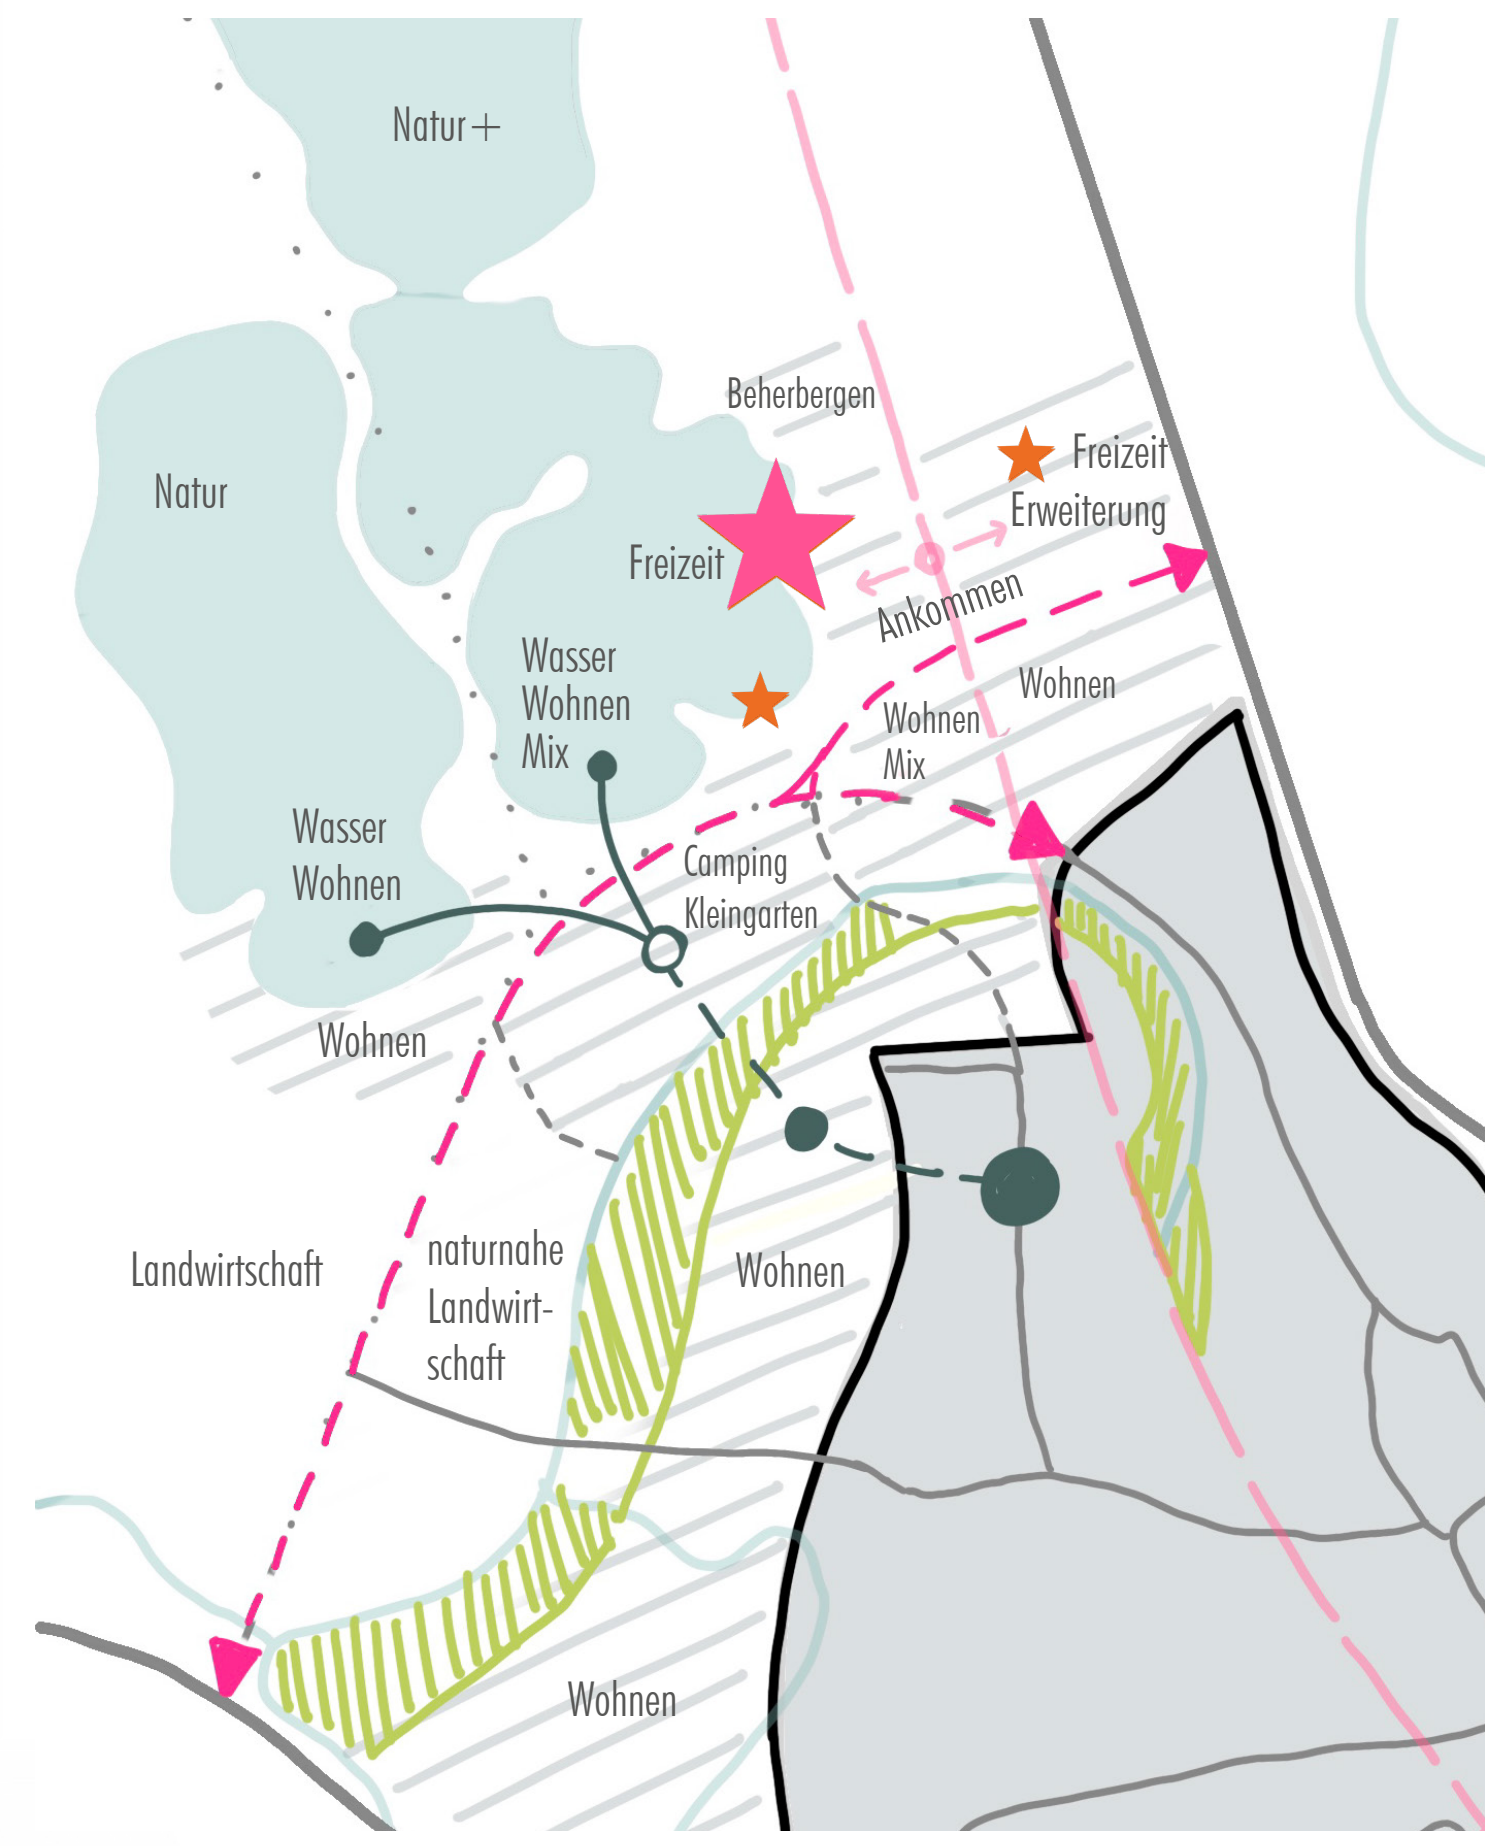 Natur+
Beherbergen
Freizeit
Erweiterung
Natur
Freizeit
Ankommen
Wasser
Wohnen
Mix
Wohnen
Wohnen
Mix
Wasser
Wohnen
Camping
Kleingarten
Wohnen
Landwirtschaft
naturnahe
Landwirt-
schaft
Wohnen
Wohnen